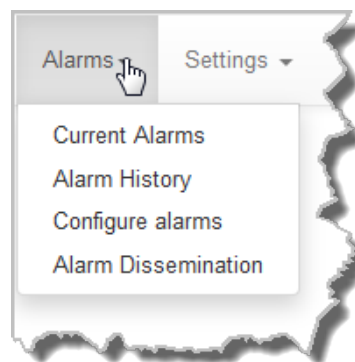 Alarms Settings
Current Alarms
Alarm History
Configure alarms
Alarm Dissemination